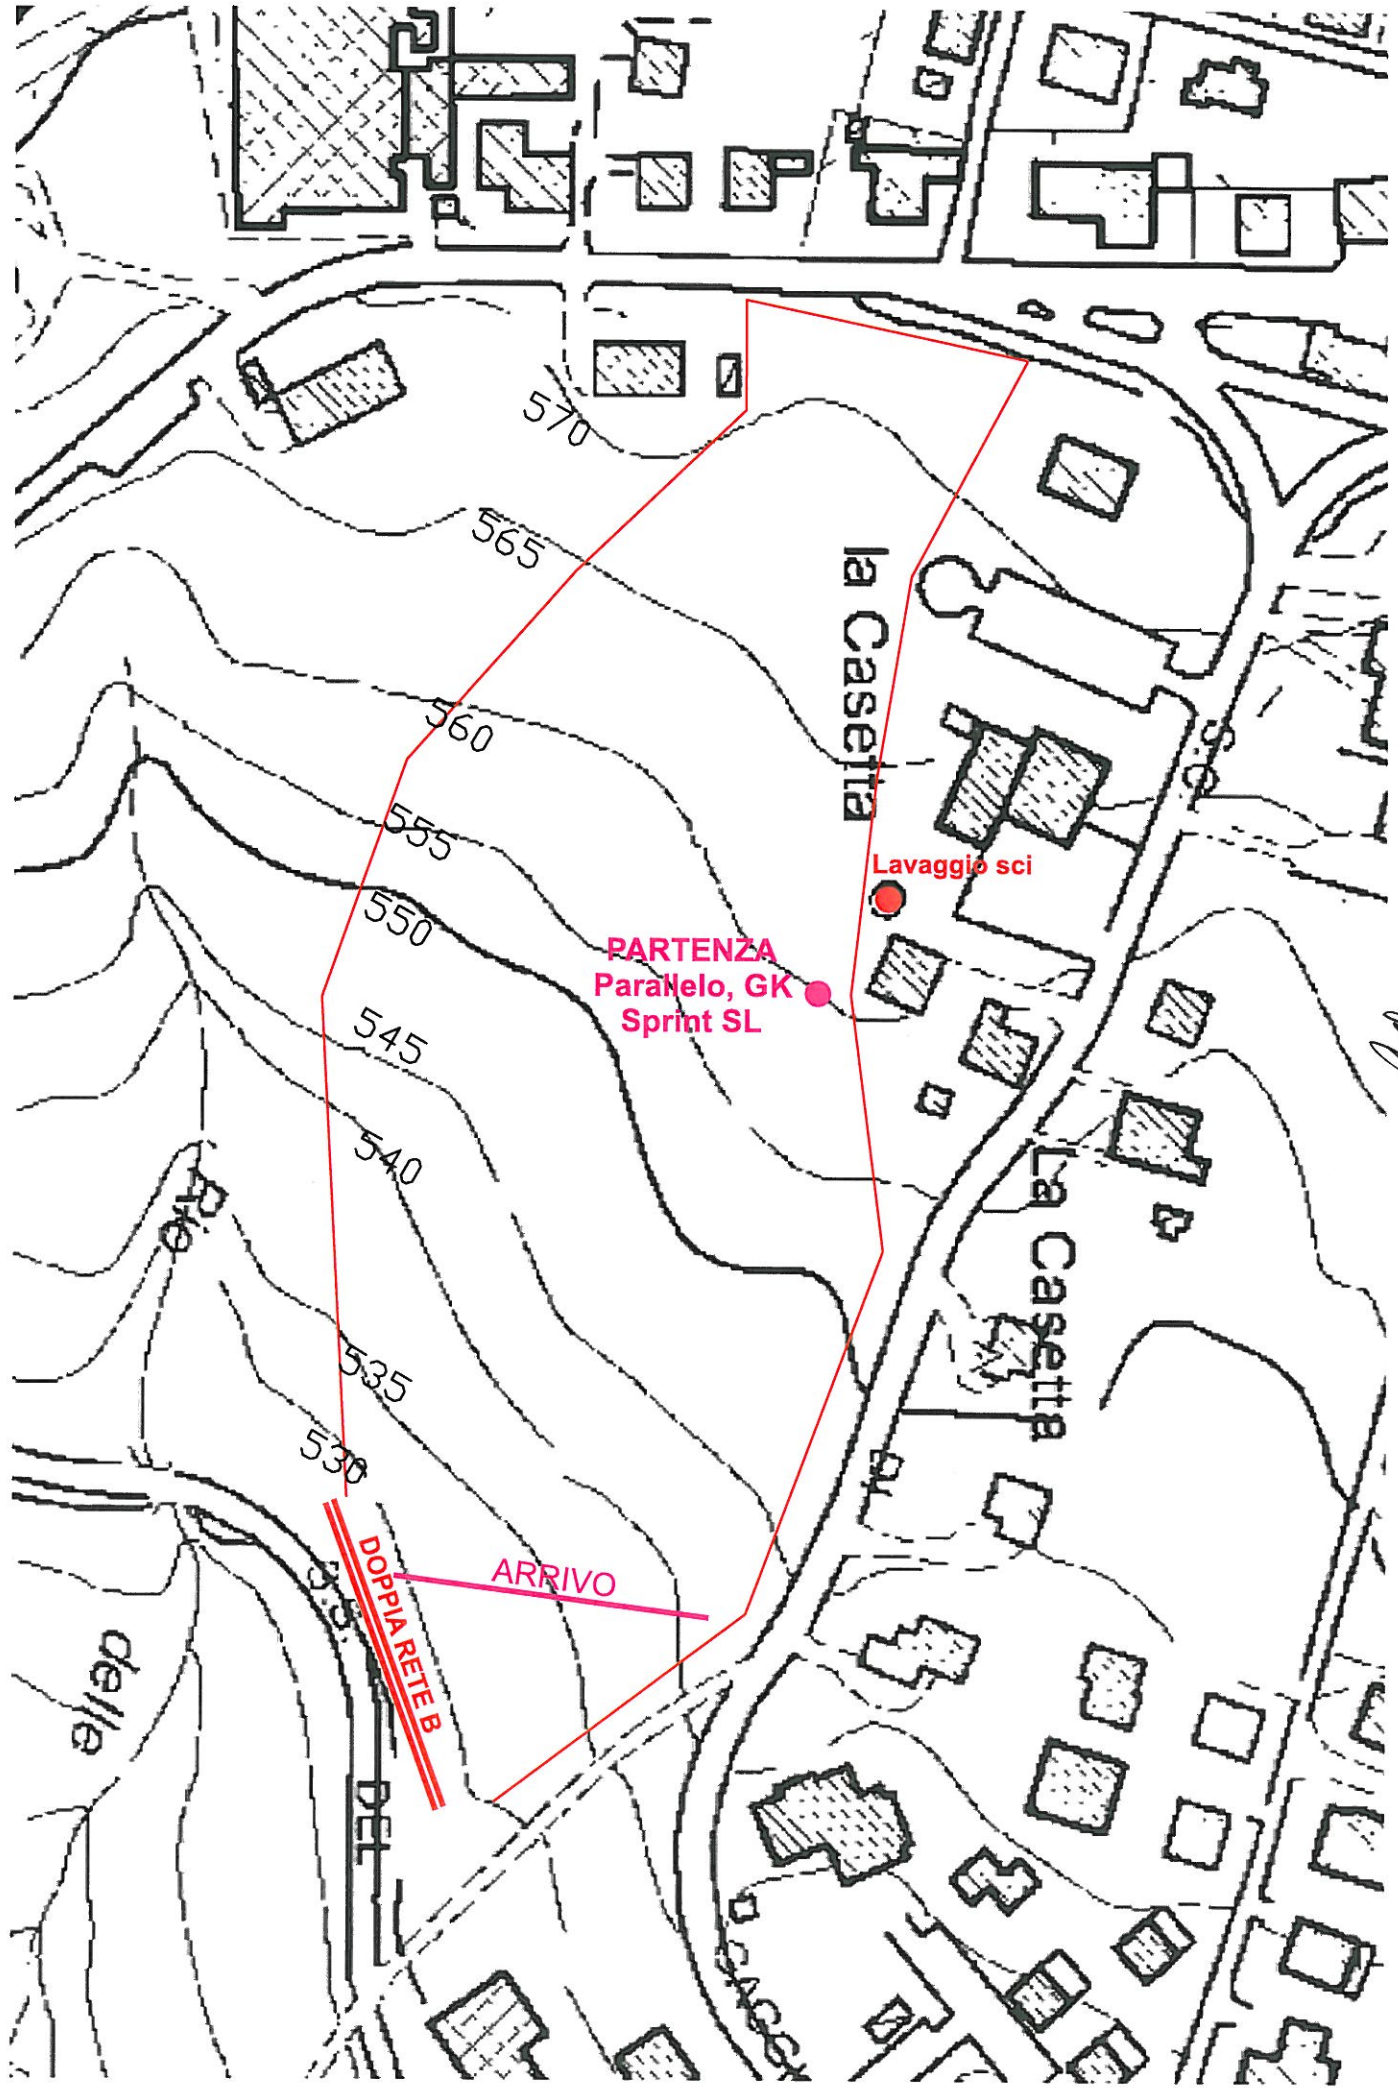 570
565
la Casetta
560
S.C.
555
Lavaggio sci
550
PARTENZA
Parallelo, GK
Sprint SL
545
540
La Casetta
Rio
535
530
DOPPIA RETE B
ARRIVO
S.S.
delle
DEL